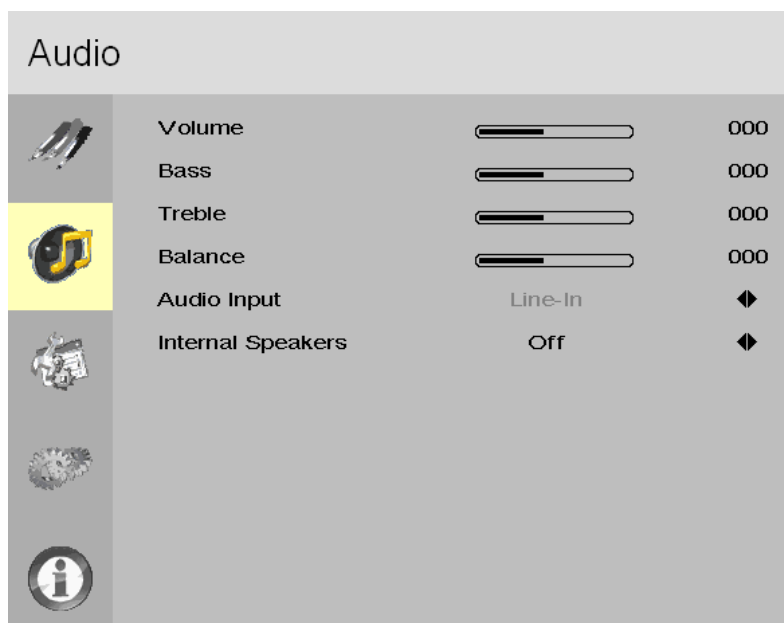 Audio
Volume 000
Bass 000
Treble 000
Balance 000
Audio Input Line-In
Internal Speakers Off